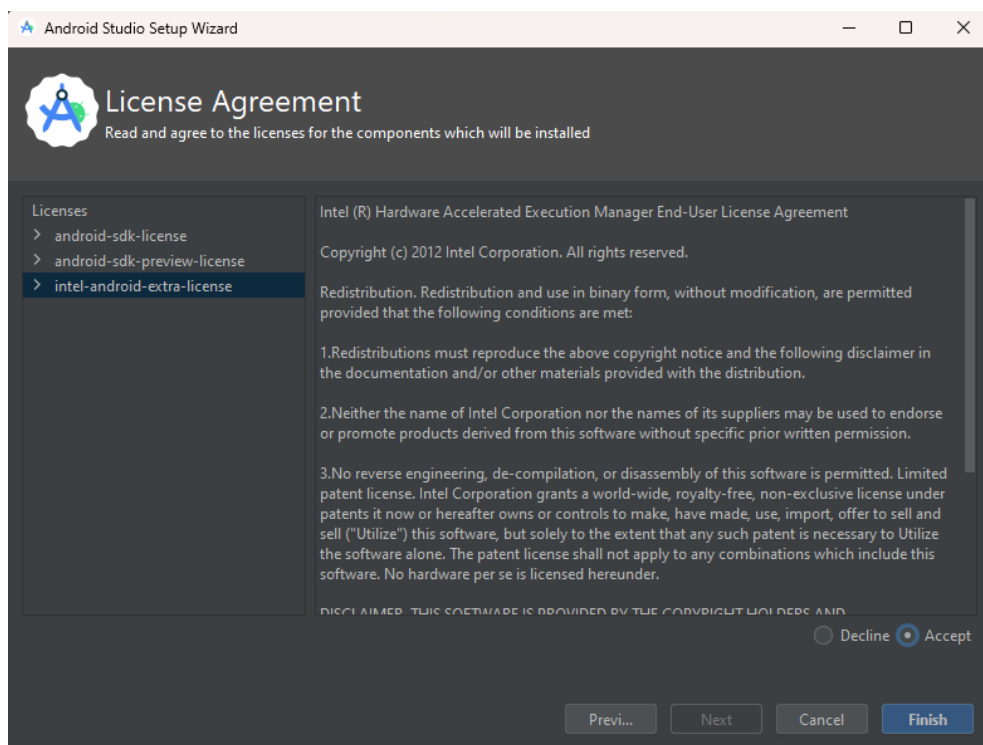 Android Studio Setup Wizard
License Agreement
Read and agree to the licenses for the components which will be installed
Licenses
android-sdk-license
android-sdk-preview-license
intel-android-extra-license
Intel (R) Hardware Accelerated Execution Manager End-User License Agreement
Copyright (c) 2012 Intel Corporation. All rights reserved.
Redistribution. Redistribution and use in binary form, without modification, are permitted
provided that the following conditions are met:
1.Redistributions must reproduce the above copyright notice and the following disclaimer in
the documentation and/or other materials provided with the distribution.
2.Neither the name of Intel Corporation nor the names of its suppliers may be used to endorse
or promote products derived from this software without specific prior written permission.
3.No reverse engineering, de-compilation, or disassembly of this software is permitted. Limited
patent license. Intel Corporation grants a world-wide, royalty-free, non-exclusive license under
patents it now or hereafter owns or controls to make, have made, use, import, offer to sell and
sell ("Utilize") this software, but solely to the extent that any such patent is necessary to Utilize
the software alone. The patent license shall not apply to any combinations which include this
software. No hardware per se is licensed hereunder.
DISCLAIMER. THIS SOFTWARE IS PROVIDED BY THE COPYRIGHT HOLDERS AND
Decline Accept
Previ... Next Cancel Finish